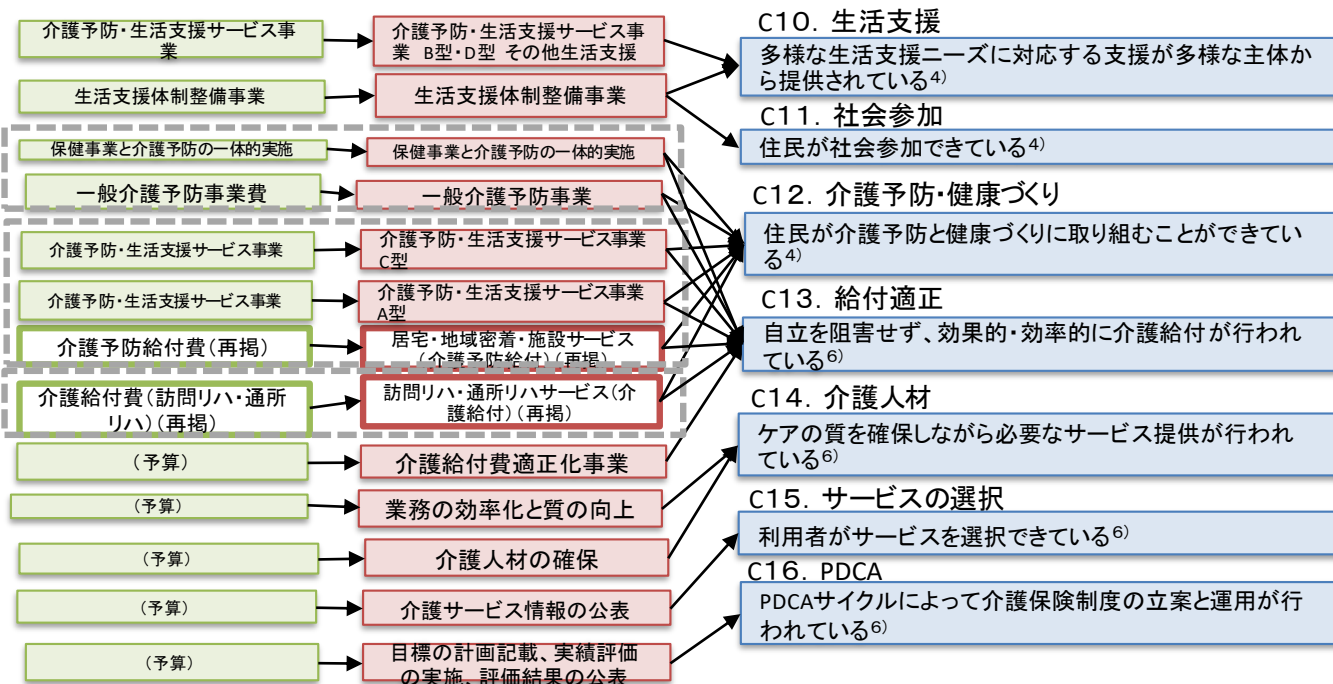 介護予防・生活支援サービス事
業
介護予防・生活支援サービス事
業 B型・D型 その他生活支援
C10. 生活支援
多様な生活支援ニーズに対応する支援が多様な主体か
ら提供されている4)
生活支援体制整備事業
生活支援体制整備事業
C11. 社会参加
住民が社会参加できている4)
保健事業と介護予防の一体的実施
保健事業と介護予防の一体的実施
一般介護予防事業費
一般介護予防事業
C12. 介護予防・健康づくり
住民が介護予防と健康づくりに取り組むことができてい
る4)
介護予防・生活支援サービス事業
介護予防・生活支援サービス事業
C型
介護予防・生活支援サービス事業
介護予防・生活支援サービス事業
A型
C13. 給付適正
自立を阻害せず、効果的・効率的に介護給付が行われ
ている6)
介護予防給付費(再掲)
居宅・地域密着・施設サービス
(介護予防給付)(再掲)
介護給付費(訪問リハ・通所
リハ)(再掲)
訪問リハ・通所リハサービス(介
護給付)(再掲)
C14. 介護人材
ケアの質を確保しながら必要なサービス提供が行われ
ている6)
(予算)
介護給付費適正化事業
(予算)
業務の効率化と質の向上
C15. サービスの選択
利用者がサービスを選択できている6)
(予算)
介護人材の確保
C16. PDCA
PDCAサイクルによって介護保険制度の立案と運用が行
われている6)
(予算)
介護サービス情報の公表
(予算)
目標の計画記載、実績評価
の実施、評価結果の公表